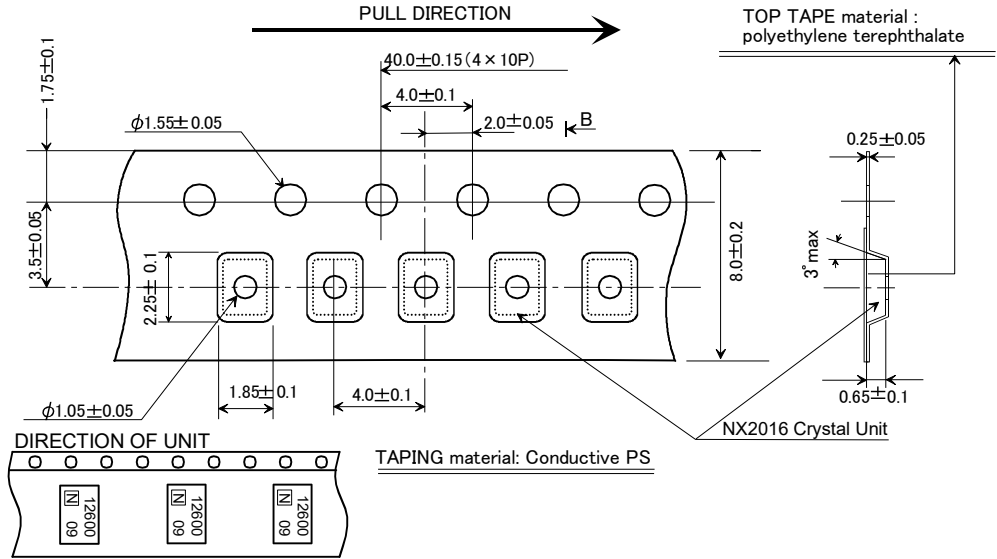 PULL DIRECTION
TOP TAPE material :
polyethylene terephthalate
1.75±0.1
40.0±0.15(4×10P)
4.0±0.1
2.0±0.05
B
φ1.55±0.05
0.25±0.05
3.5±0.05
2.25±0.1
8.0±0.2
3°max
1.85±0.1
4.0±0.1
0.65±0.1
φ1.05±0.05
NX2016 Crystal Unit
DIRECTION OF UNIT
TAPING material: Conductive PS
12600
N 09
12600
N 09
12600
N 09